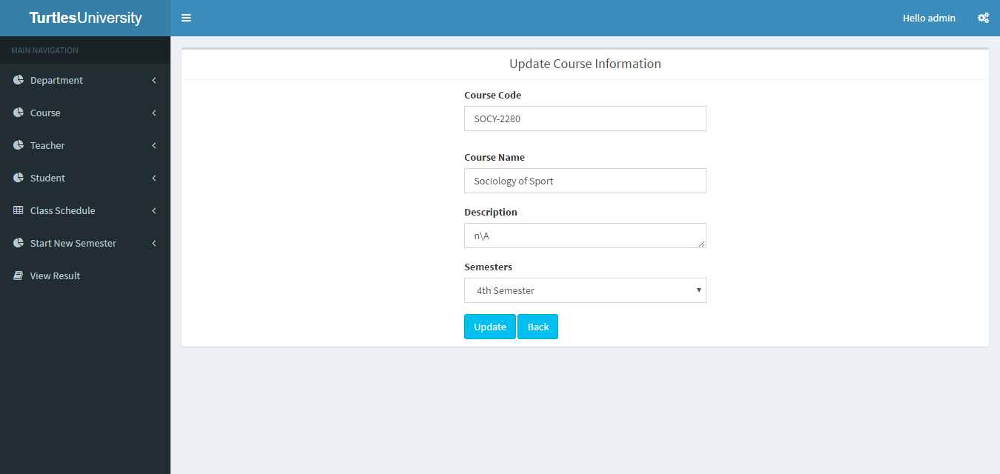 TurtlesUniversity
Hello admin
MAIN NAVIGATION
Department
Course
Teacher
Student
Class Schedule
Start New Semester
View Result
Update Course Information
Course Code
SOCY-2280
Course Name
Sociology of Sport
Description
n\A
Semesters
4th Semester
Update Back